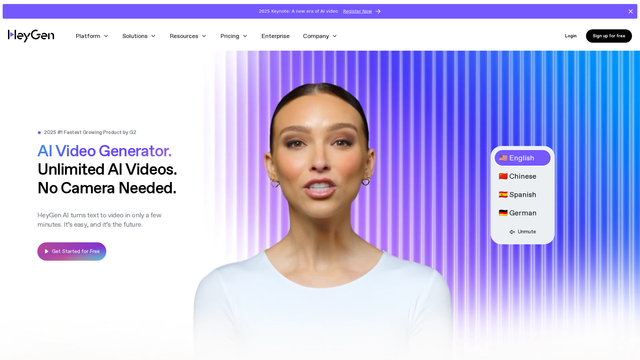 2025 Keynote: A new era of AI video Register Now
HeyGen
Platform Solutions Resources Pricing Enterprise Company Login Sign up for free
2025 #1 Fastest Growing Product by G2
AI Video Generator.
Unlimited AI Videos.
No Camera Needed.
HeyGen AI turns text to video in only a few
minutes. It's easy, and it's the future.
Get Started for Free
English
Chinese
Spanish
German
Unmute